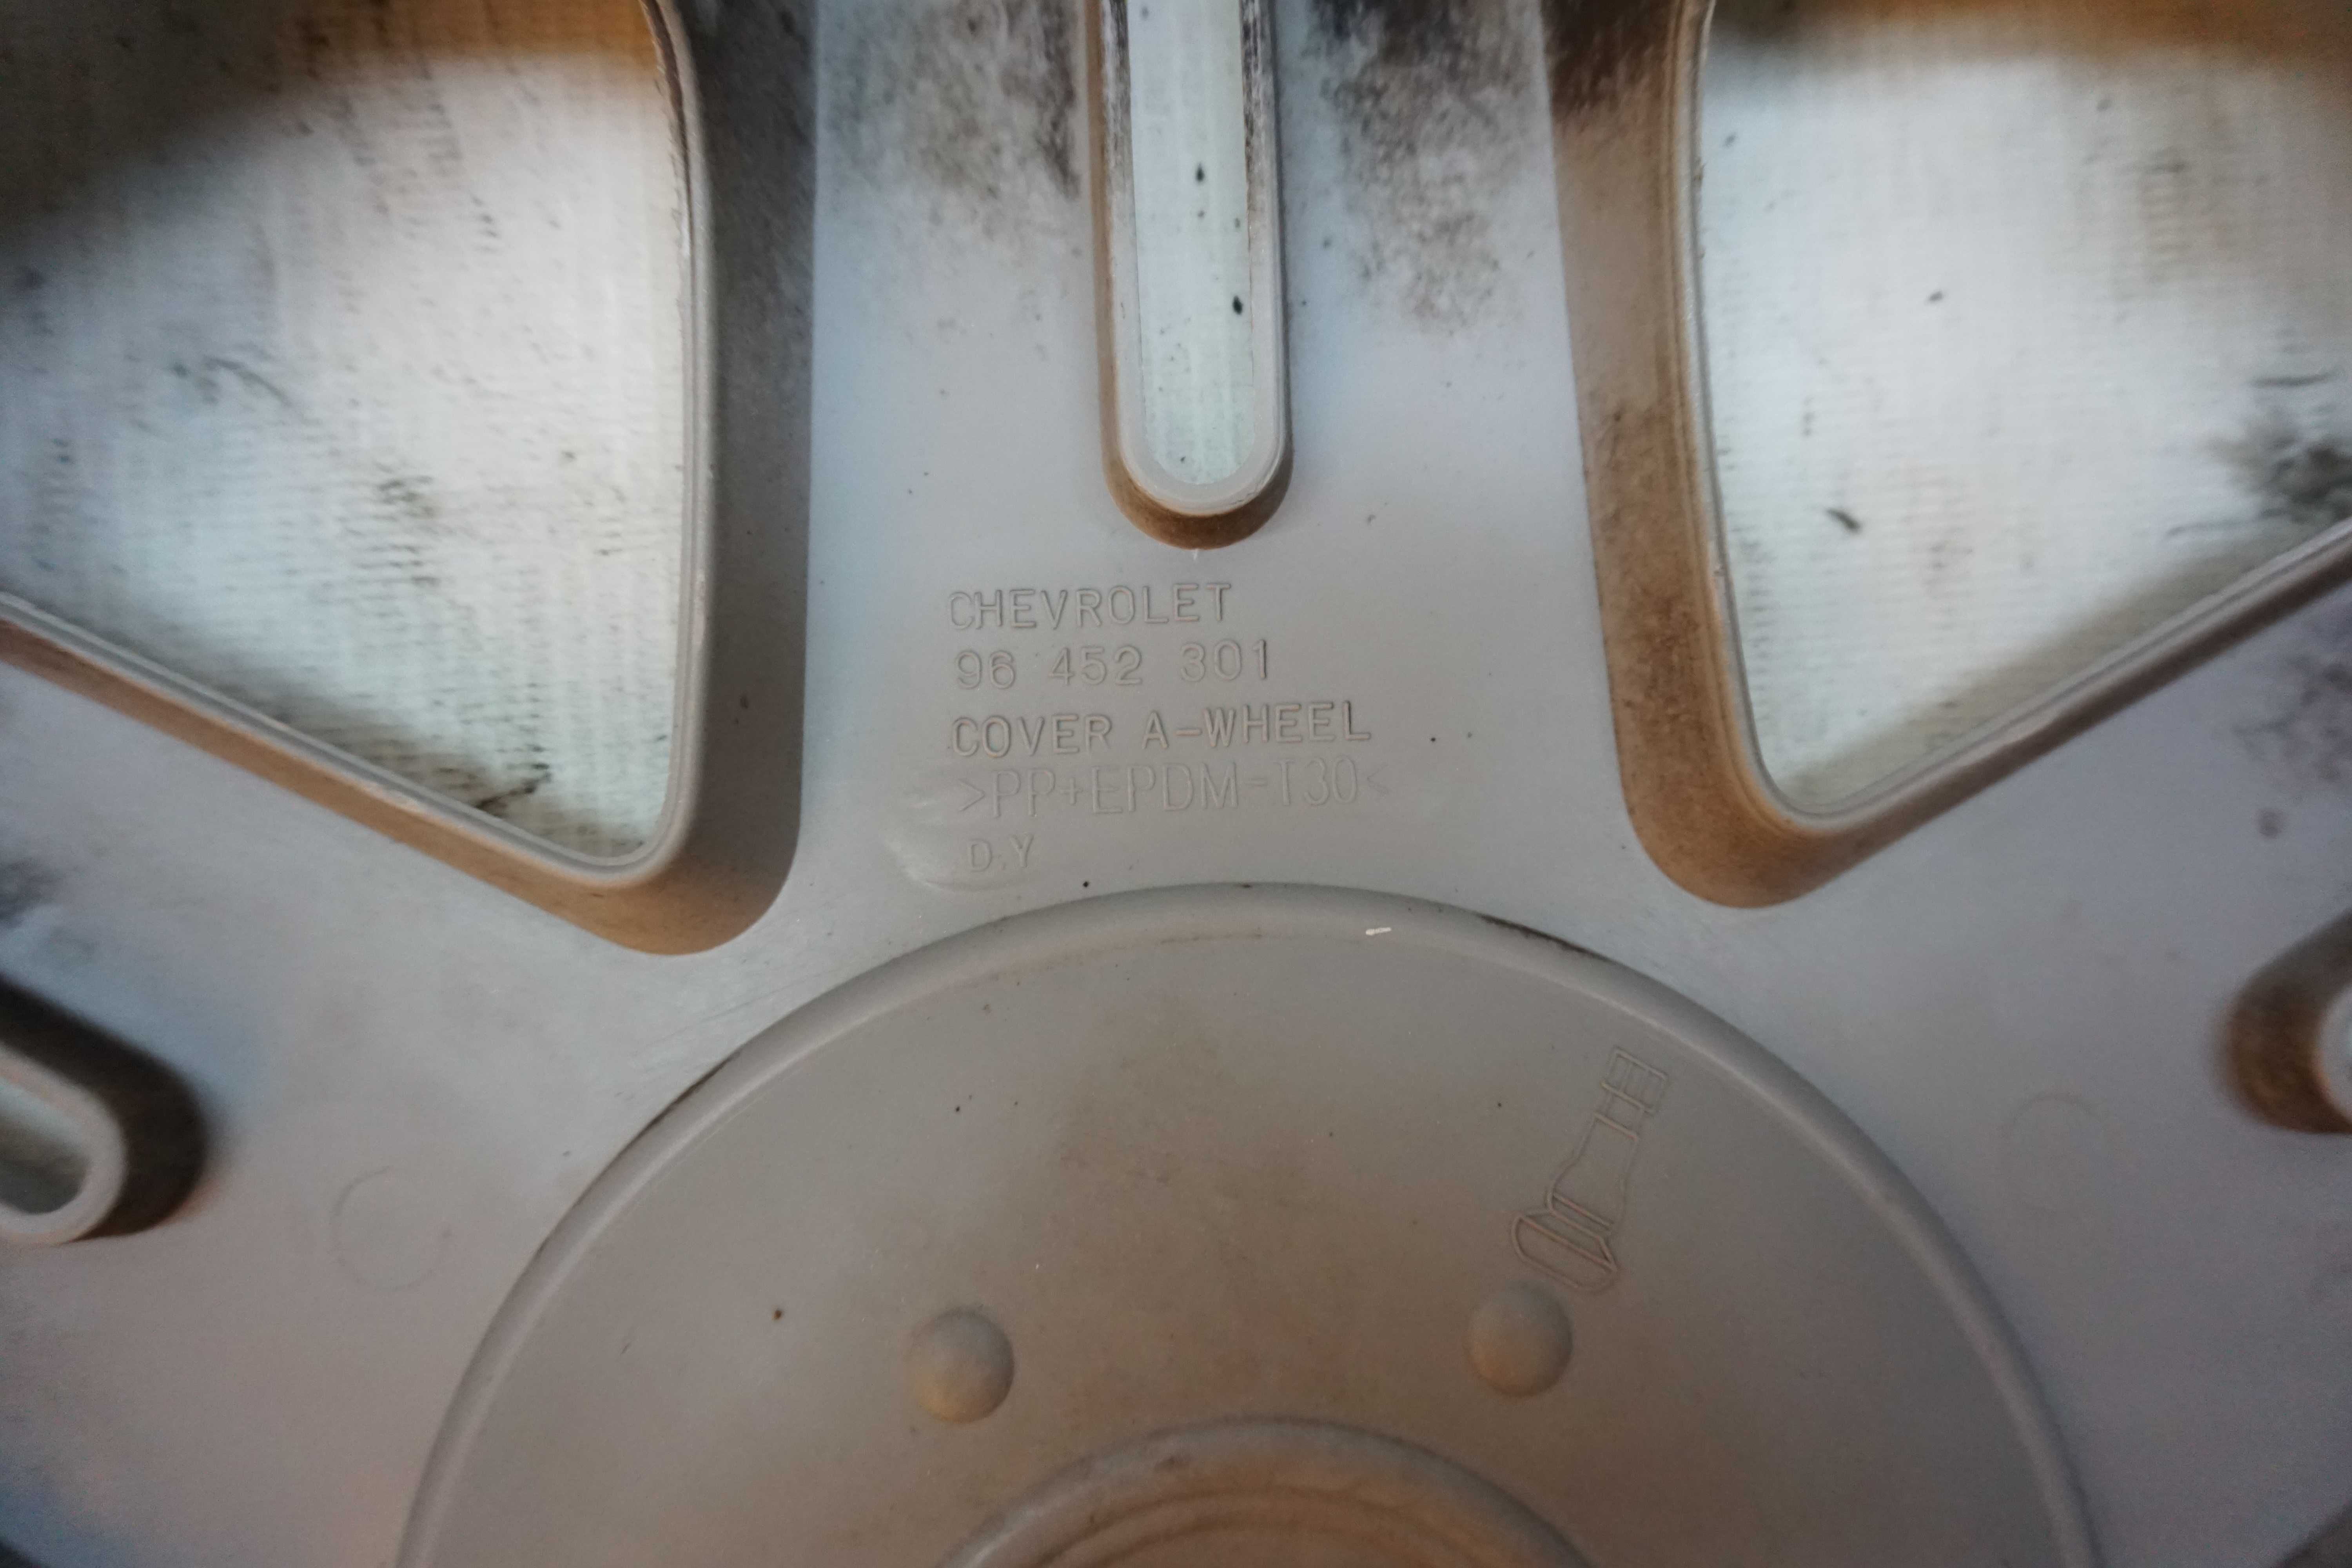 CHEVROLET
96 452 301
COVER A-WHEEL
>PP+EPDM-T30<
D.Y